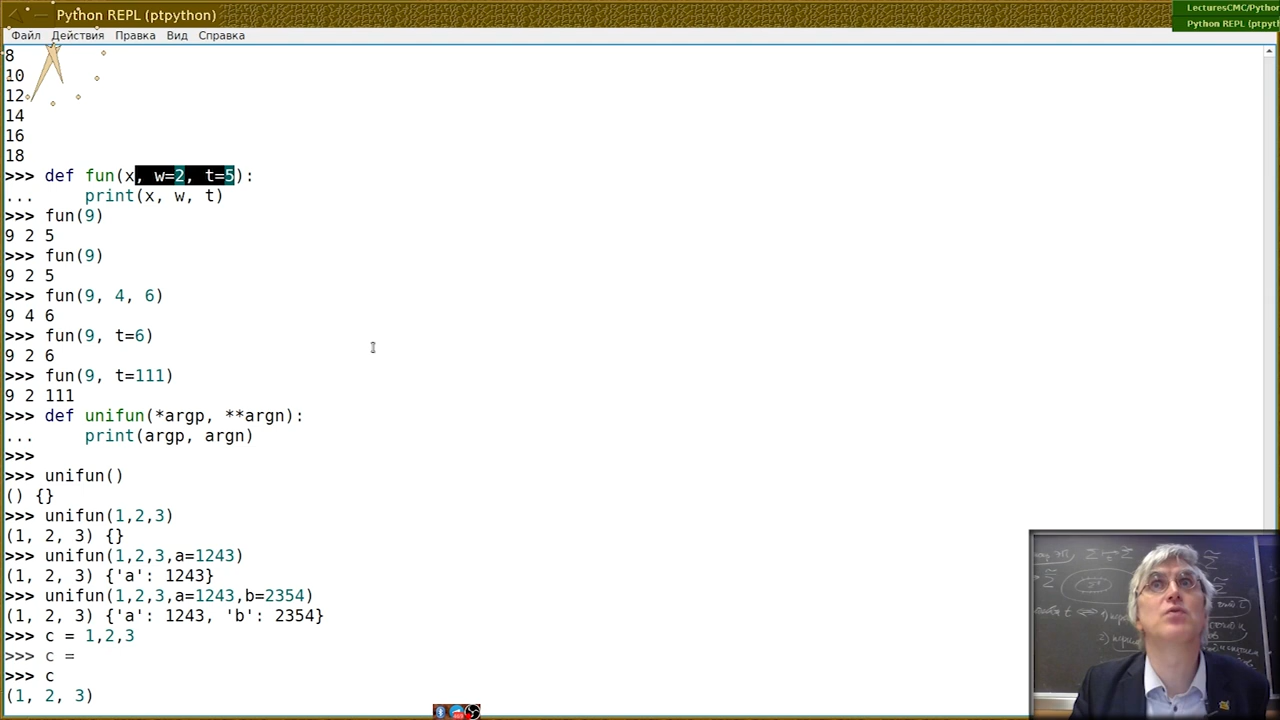 Python REPL (ptpython)
LecturesCMC/Python
Python REPL (ptpyth
Файл Действия Правка Вид Справка
8
10
12
14
16
18
>>> def fun(x, w=2, t=5):
... print(x, w, t)
>>> fun(9)
9 2 5
>>> fun(9)
9 2 5
>>> fun(9, 4, 6)
9 4 6
>>> fun(9, t=6)
9 2 6
>>> fun(9, t=111)
9 2 111
>>> def unifun(*argp, **argn):
... print(argp, argn)
>>>
>>> unifun()
() {}
>>> unifun(1,2,3)
(1, 2, 3) {}
>>> unifun(1,2,3,a=1243)
(1, 2, 3) {'a': 1243}
>>> unifun(1,2,3,a=1243,b=2354)
(1, 2, 3) {'a': 1243, 'b': 2354}
>>> c = 1,2,3
>>> c =
>>> c
(1, 2, 3)